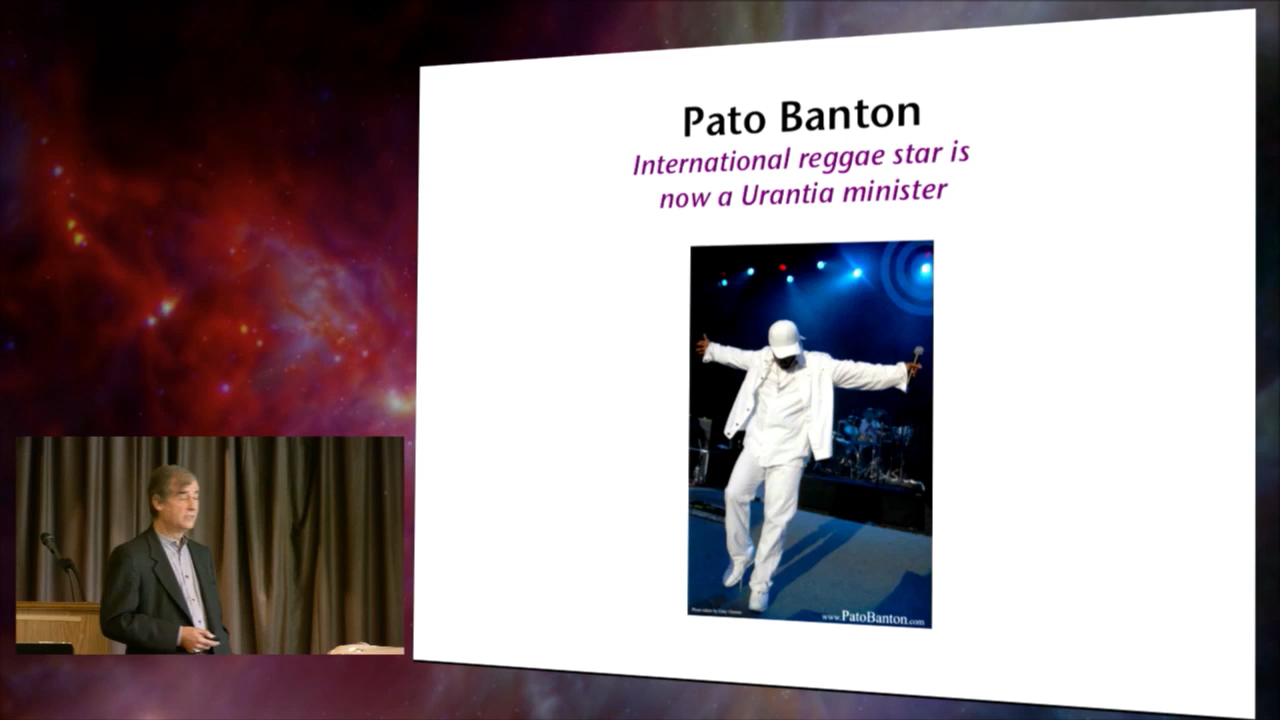 Pato Banton
International reggae star is
now a Urantia minister
www.PatoBanton.com